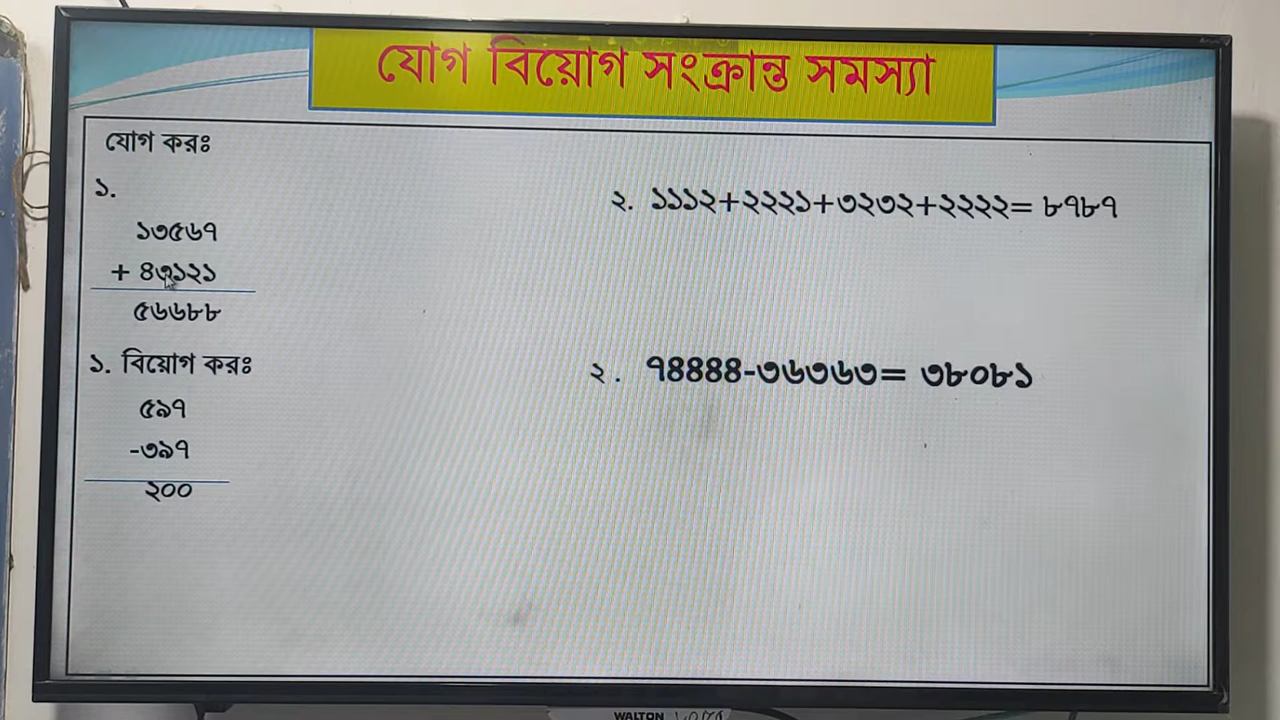 যোগ বিয়োগ সংক্রান্ত সমস্যা
যোগ করঃ
১.
১৩৫৬৭
+ ৪৩১২১
৫৬৬৮৮
২. ১১১২+২২২১+৩২৩২+২২২২= ৮৭৮৭
১. বিয়োগ করঃ
৫৯৭
-৩৯৭
২০০
২. ৭৪৪৪৪-৩৬৩৬৩= ৩৮০৮১
WALTON